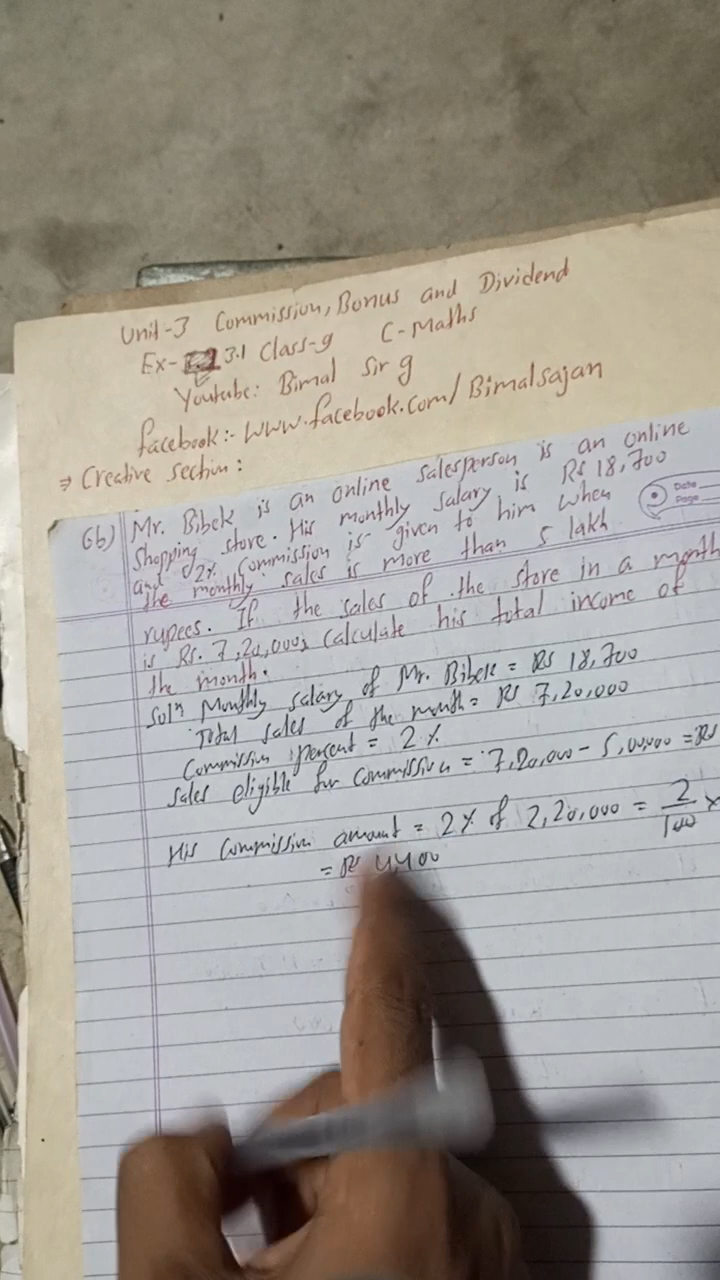 Unit-3 Commission, Bonus and Dividend
Ex- 3.1 Class-9 C-Maths
Youtube: Bimal Sir g
facebook:- www.facebook.com/Bimalsajan
⇒ Creative section:
6b) Mr. Bibek is an online salesperson is an online
shopping store. His monthly salary is Rs 18,700
and 2% commission is given to him when
the monthly sales is more than 5 lakh
rupees. If the sales of the store in a month
is Rs. 7,20,000, calculate his total income of
the month.
Date
Page
Solⁿ Monthly salary of Mr. Bibek = Rs 18,700
Total sales of the month = Rs 7,20,000
Commission percent = 2%
Sales eligible for commission = 7,20,000 - 5,00,000 = Rs
His commission amount = 2% of 2,20,000 = 2/100 ×
= Rs 4,400